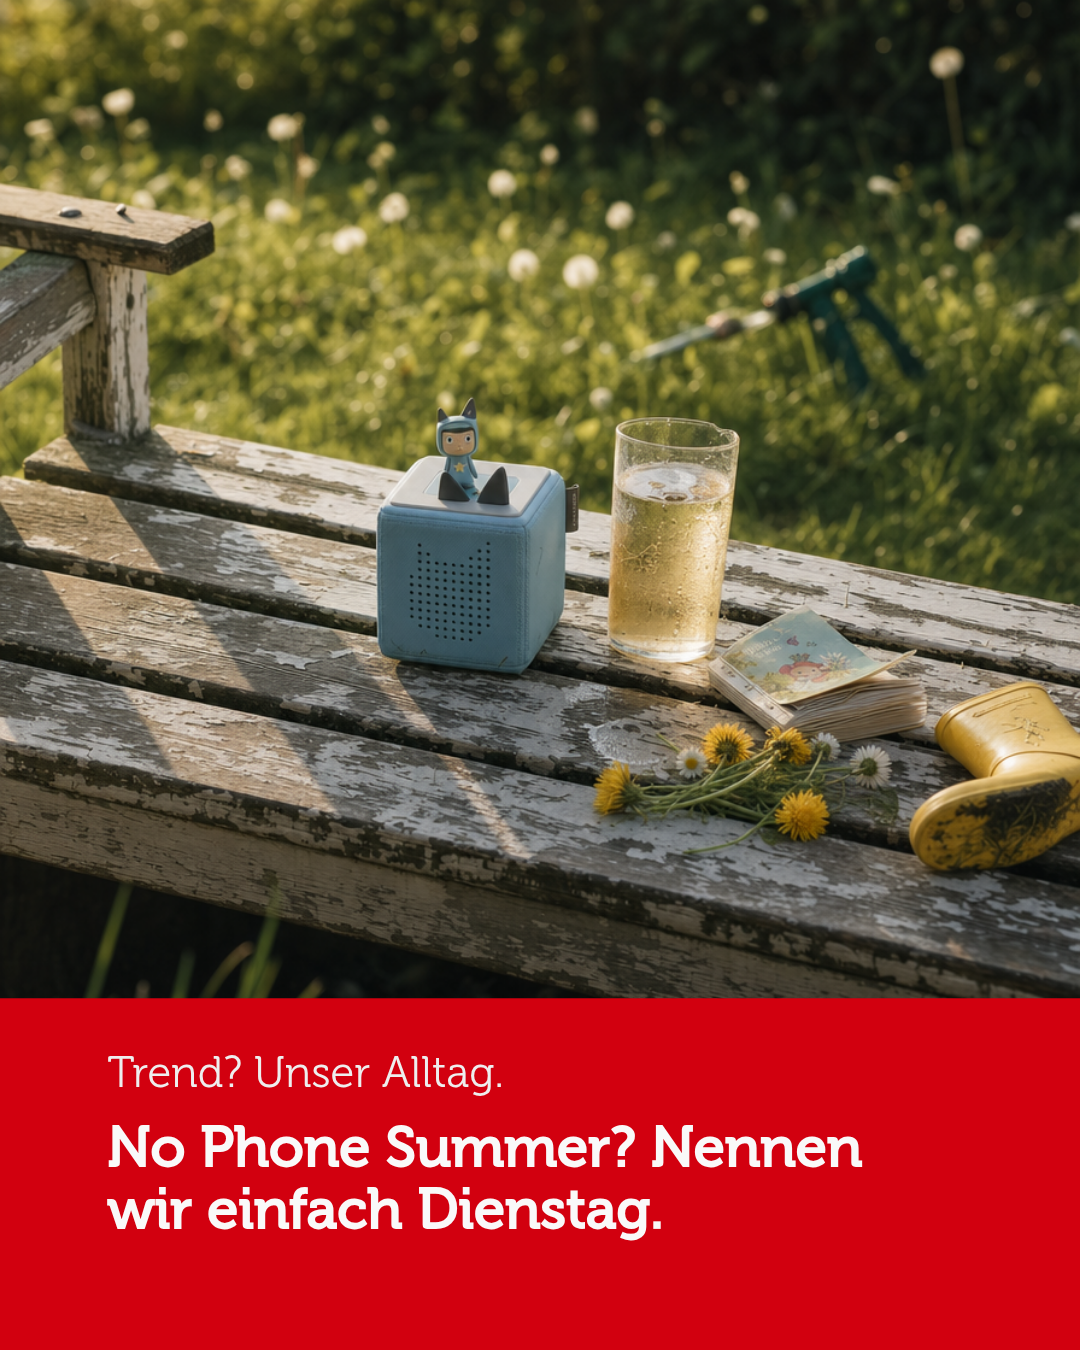 Trend? Unser Alltag.
No Phone Summer? Nennen
wir einfach Dienstag.